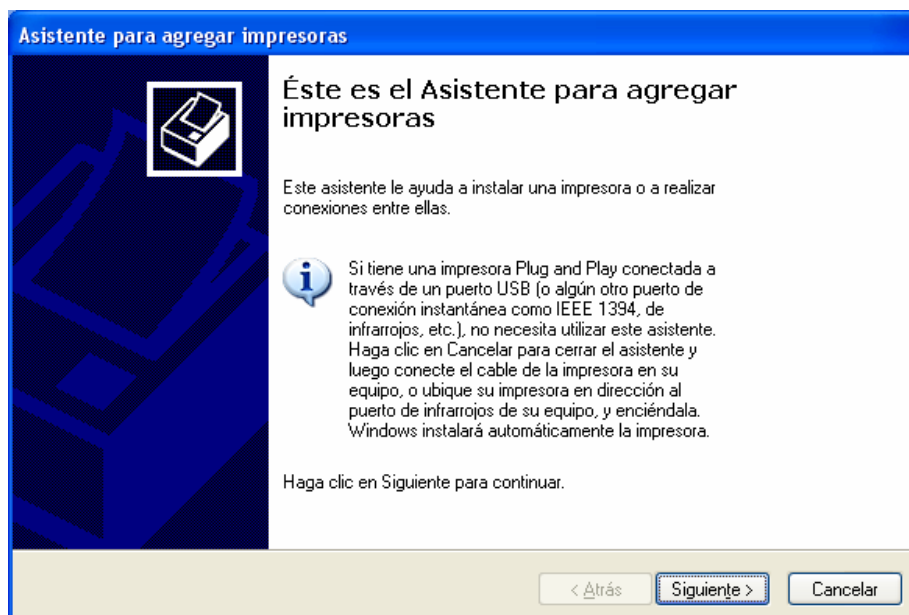 Asistente para agregar impresoras
Éste es el Asistente para agregar
impresoras
Este asistente le ayuda a instalar una impresora o a realizar
conexiones entre ellas.
Si tiene una impresora Plug and Play conectada a
través de un puerto USB (o algún otro puerto de
conexión instantánea como IEEE 1394, de
infrarrojos, etc.), no necesita utilizar este asistente.
Haga clic en Cancelar para cerrar el asistente y
luego conecte el cable de la impresora en su
equipo, o ubique su impresora en dirección al
puerto de infrarrojos de su equipo, y enciéndala.
Windows instalará automáticamente la impresora.
Haga clic en Siguiente para continuar.
< Atrás Siguiente > Cancelar